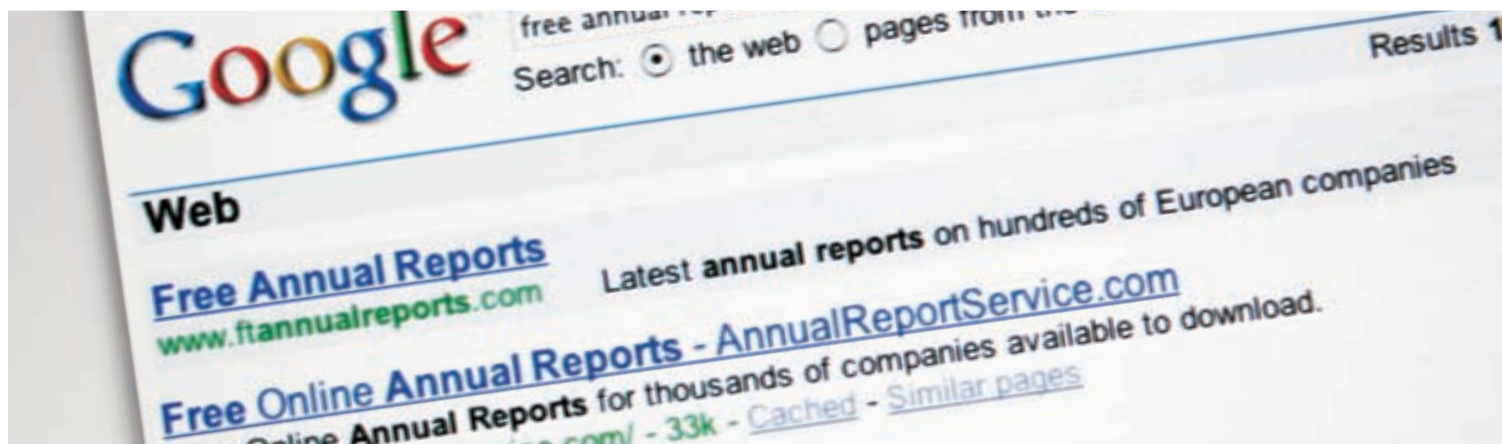 Google
free annual
Search: the web pages from
Results 1
Web
Free Annual Reports
www.ftannualreports.com Latest annual reports on hundreds of European companies
Free Online Annual Reports - AnnualReportService.com
Online Annual Reports for thousands of companies available to download.
.com/ - 33k - Cached - Similar pages